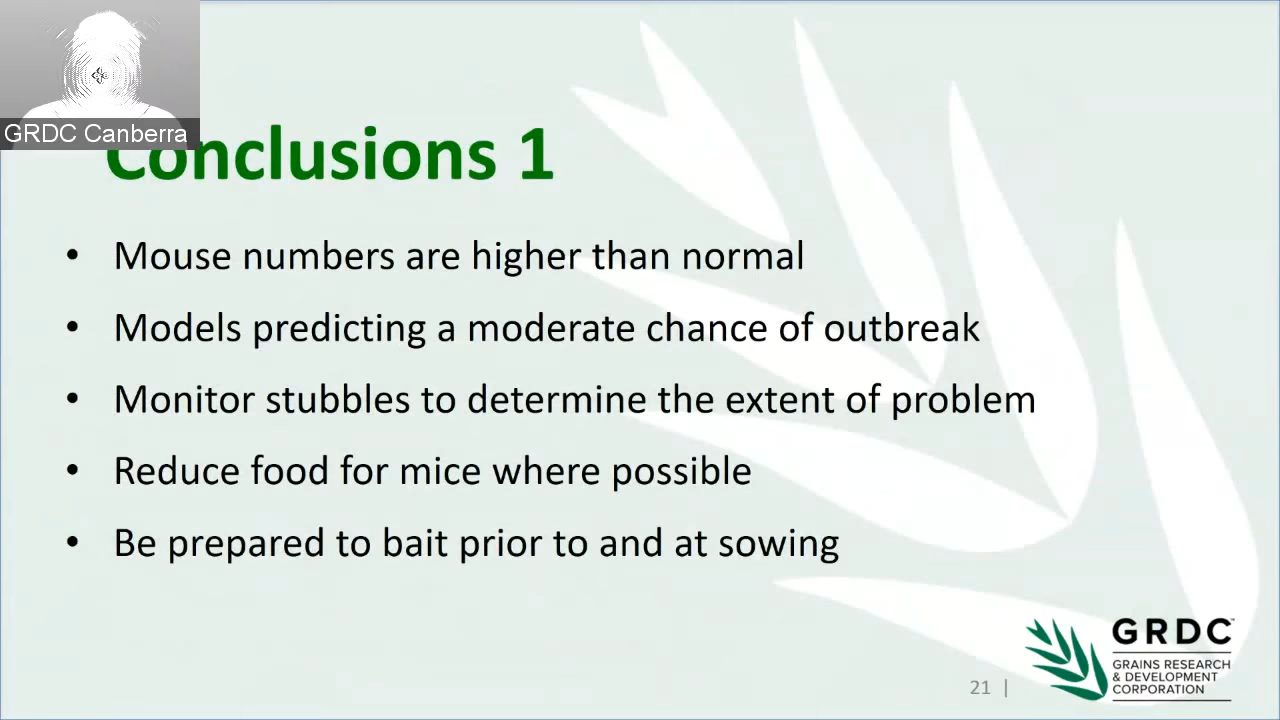 GRDC Canberra
Conclusions 1
• Mouse numbers are higher than normal
• Models predicting a moderate chance of outbreak
• Monitor stubbles to determine the extent of problem
• Reduce food for mice where possible
• Be prepared to bait prior to and at sowing
21 |
GRDC™
GRAINS RESEARCH
& DEVELOPMENT
CORPORATION